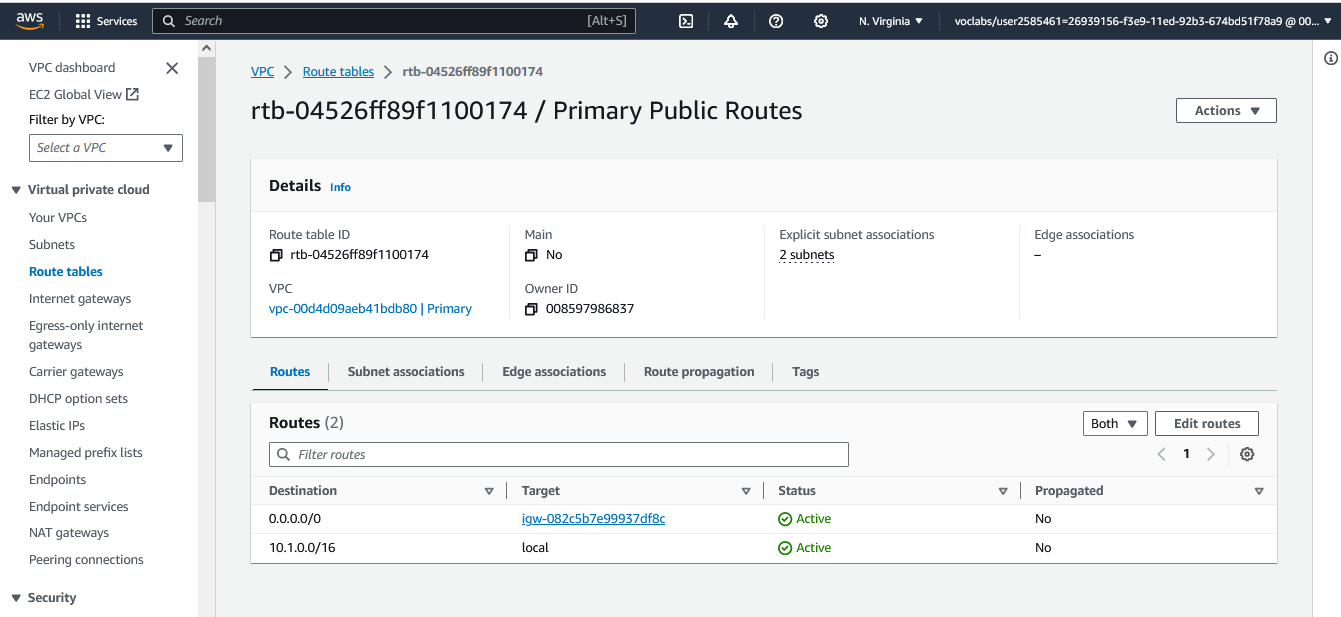 aws
Services
Search
[Alt+S]
N. Virginia
voclabs/user2585461=26939156-f3e9-11ed-92b3-674bd51f78a9 @ 00...
VPC dashboard
EC2 Global View
Filter by VPC:
Select a VPC
Virtual private cloud
Your VPCs
Subnets
Route tables
Internet gateways
Egress-only internet
gateways
Carrier gateways
DHCP option sets
Elastic IPs
Managed prefix lists
Endpoints
Endpoint services
NAT gateways
Peering connections
Security
VPC > Route tables > rtb-04526ff89f1100174
rtb-04526ff89f1100174 / Primary Public Routes
Actions
Details Info
Route table ID
rtb-04526ff89f1100174
Main
No
Explicit subnet associations
2 subnets
Edge associations
–
VPC
vpc-00d4d09aeb41bdb80 | Primary
Owner ID
008597986837
Routes Subnet associations Edge associations Route propagation Tags
Routes (2)
Both
Edit routes
Filter routes
1
Destination Target Status Propagated
0.0.0.0/0 igw-082c5b7e99937df8c Active No
10.1.0.0/16 local Active No